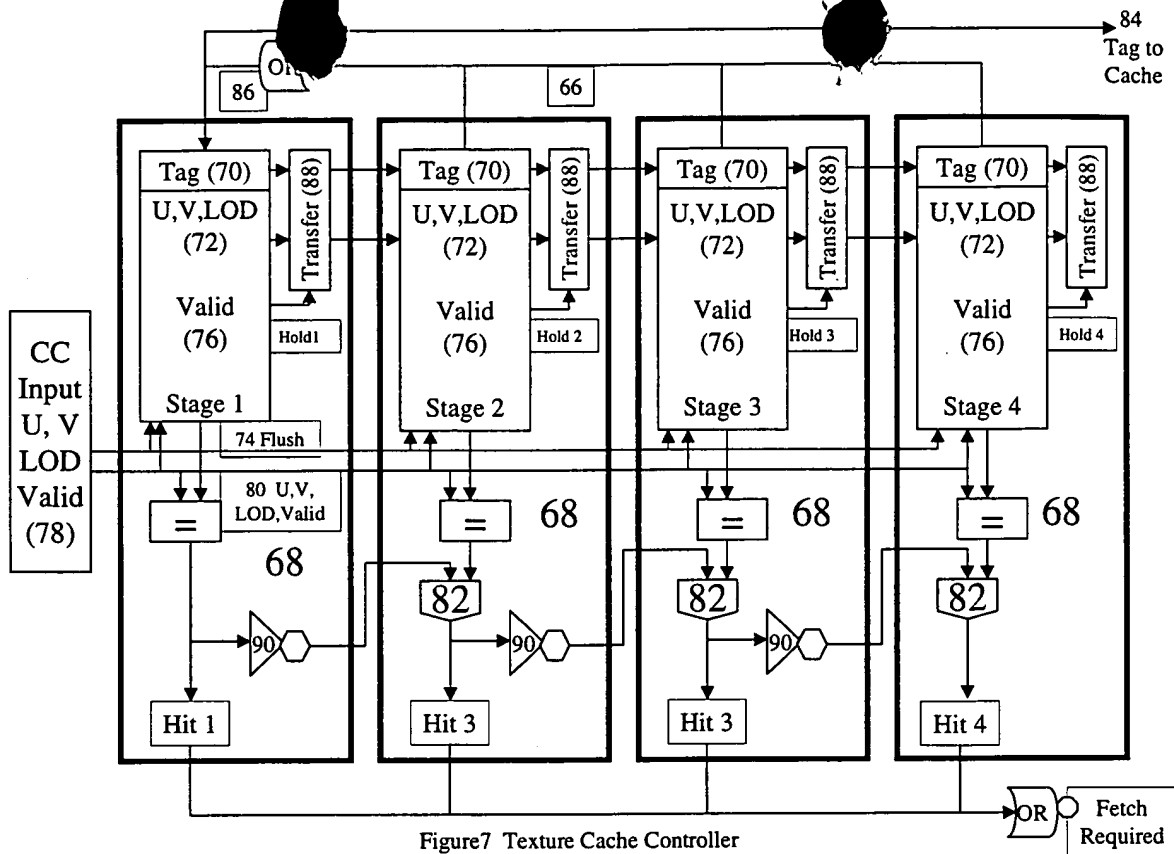 84
Tag to
Cache
86
66
Tag (70)
U,V,LOD
(72)
Valid
(76)
Stage 1
Transfer (88)
Hold1
Tag (70)
U,V,LOD
(72)
Valid
(76)
Stage 2
Transfer (88)
Hold 2
Tag (70)
U,V,LOD
(72)
Valid
(76)
Stage 3
Transfer (88)
Hold 3
Tag (70)
U,V,LOD
(72)
Valid
(76)
Stage 4
Transfer (88)
Hold 4
CC
Input
U, V
LOD
Valid
(78)
74 Flush
80 U,V,
LOD,Valid
=
68
=
68
=
68
=
68
82
82
82
90
90
90
Hit 1
Hit 3
Hit 3
Hit 4
OR
Fetch
Required
Figure7 Texture Cache Controller